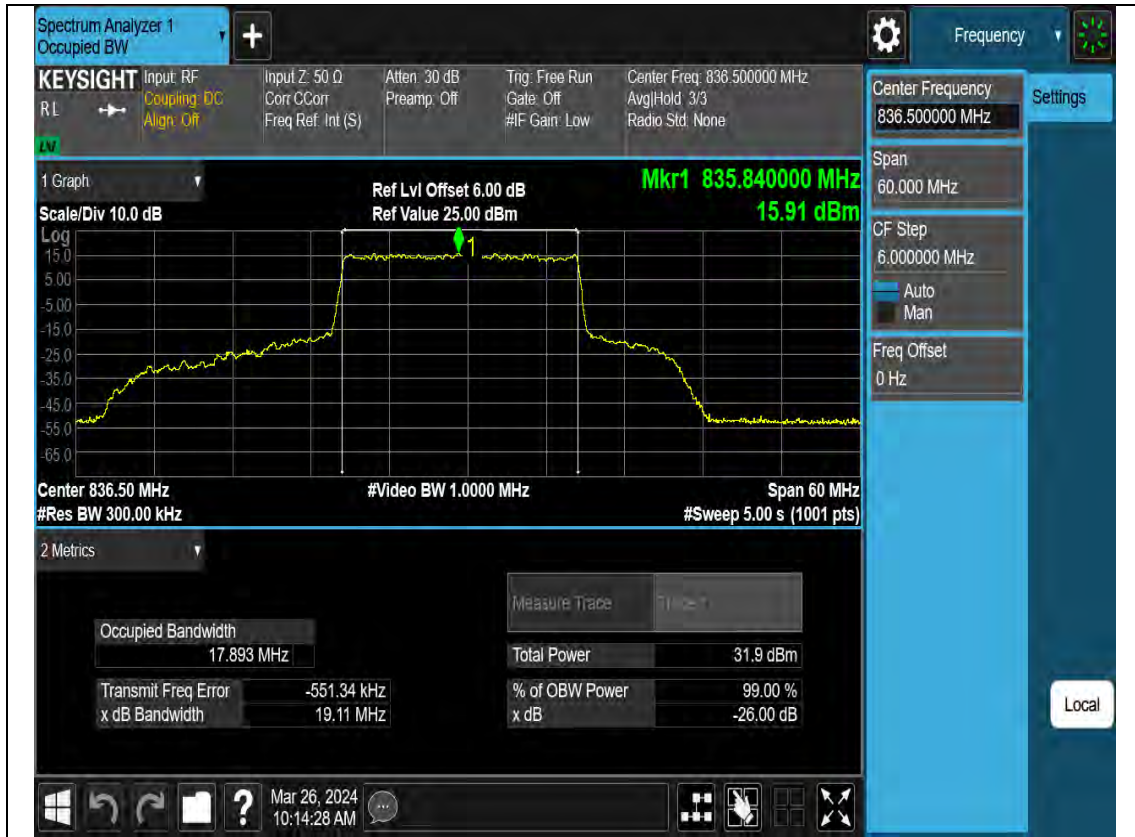 Spectrum Analyzer 1
Occupied BW
Frequency
KEYSIGHT
RL
LXI
Input: RF
Coupling: DC
Align: Off
Input Z: 50 Ω
Corr CCorr
Freq Ref: Int (S)
Atten: 30 dB
Preamp: Off
Trig: Free Run
Gate: Off
#IF Gain: Low
Center Freq: 836.500000 MHz
Avg|Hold: 3/3
Radio Std: None
Center Frequency
836.500000 MHz
Settings
Span
60.000 MHz
CF Step
6.000000 MHz
Auto
Man
Freq Offset
0 Hz
Local
1 Graph
Scale/Div 10.0 dB
Ref Lvl Offset 6.00 dB
Ref Value 25.00 dBm
Mkr1 835.840000 MHz
15.91 dBm
Log
15.0
5.00
-5.00
-15.0
-25.0
-35.0
-45.0
-55.0
-65.0
1
Center 836.50 MHz
#Video BW 1.0000 MHz
Span 60 MHz
#Res BW 300.00 kHz
#Sweep 5.00 s (1001 pts)
2 Metrics
Measure Trace
Trace 1
Occupied Bandwidth
17.893 MHz
Total Power
31.9 dBm
Transmit Freq Error
-551.34 kHz
% of OBW Power
99.00 %
x dB Bandwidth
19.11 MHz
x dB
-26.00 dB
?
Mar 26, 2024
10:14:28 AM